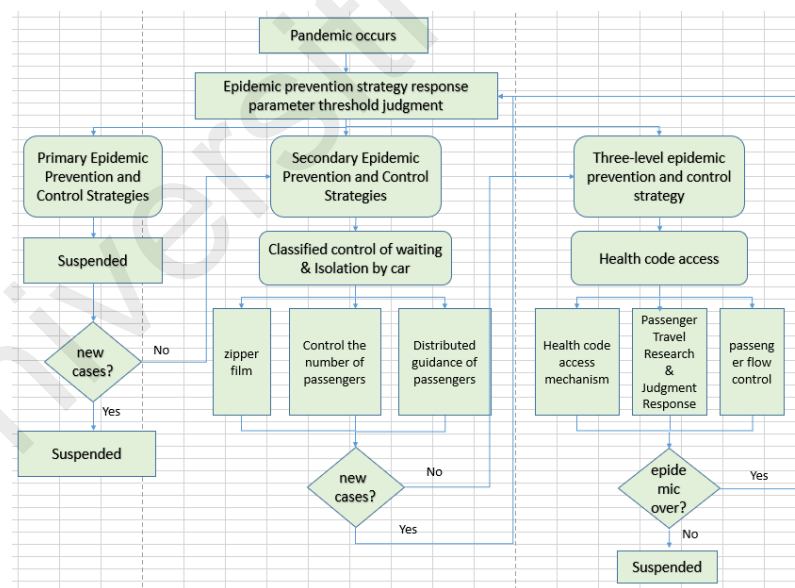 Pandemic occurs
Epidemic prevention strategy response
parameter threshold judgment
Primary Epidemic
Prevention and
Control Strategies
Secondary Epidemic
Prevention and Control
Strategies
Three-level epidemic
prevention and control
strategy
Suspended
Classified control of waiting
& Isolation by car
Health code access
zipper
film
Control the
number of
passengers
Distributed
guidance of
passengers
Health code
access
mechanism
Passenger
Travel
Research
&
Judgment
Response
passeng
er flow
control
new
cases?
No
Yes
Suspended
new
cases?
No
Yes
epide
mic
over?
Yes
No
Suspended